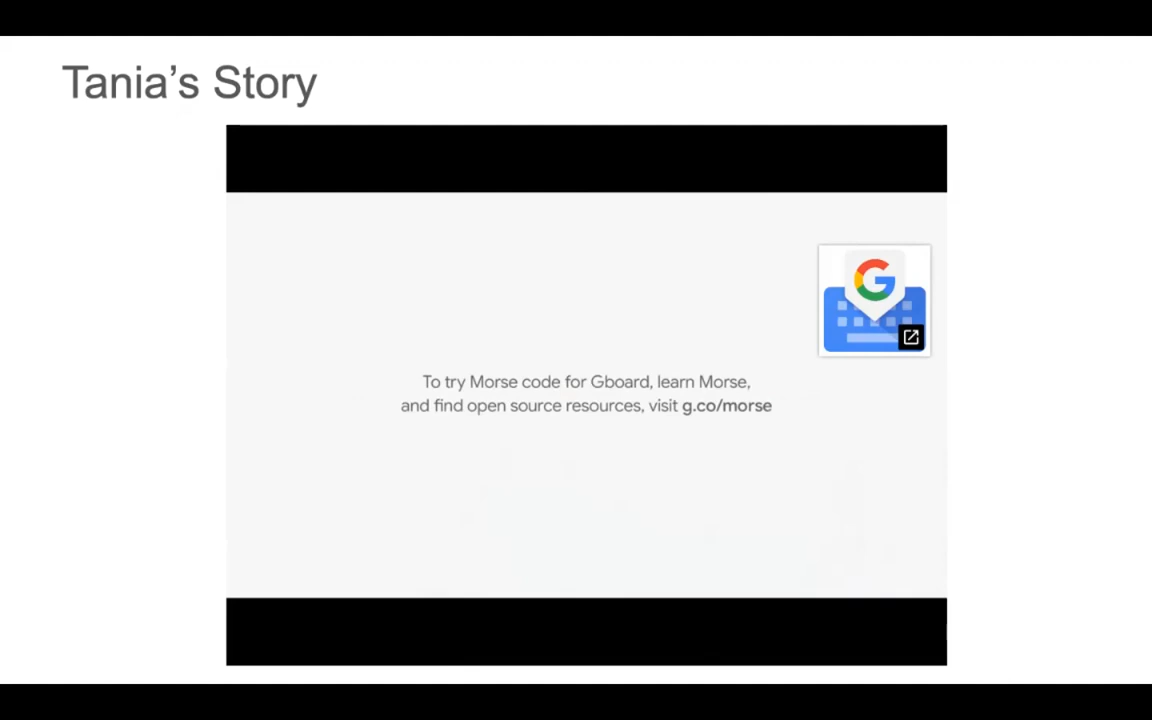 Tania’s Story
To try Morse code for Gboard, learn Morse,
and find open source resources, visit g.co/morse